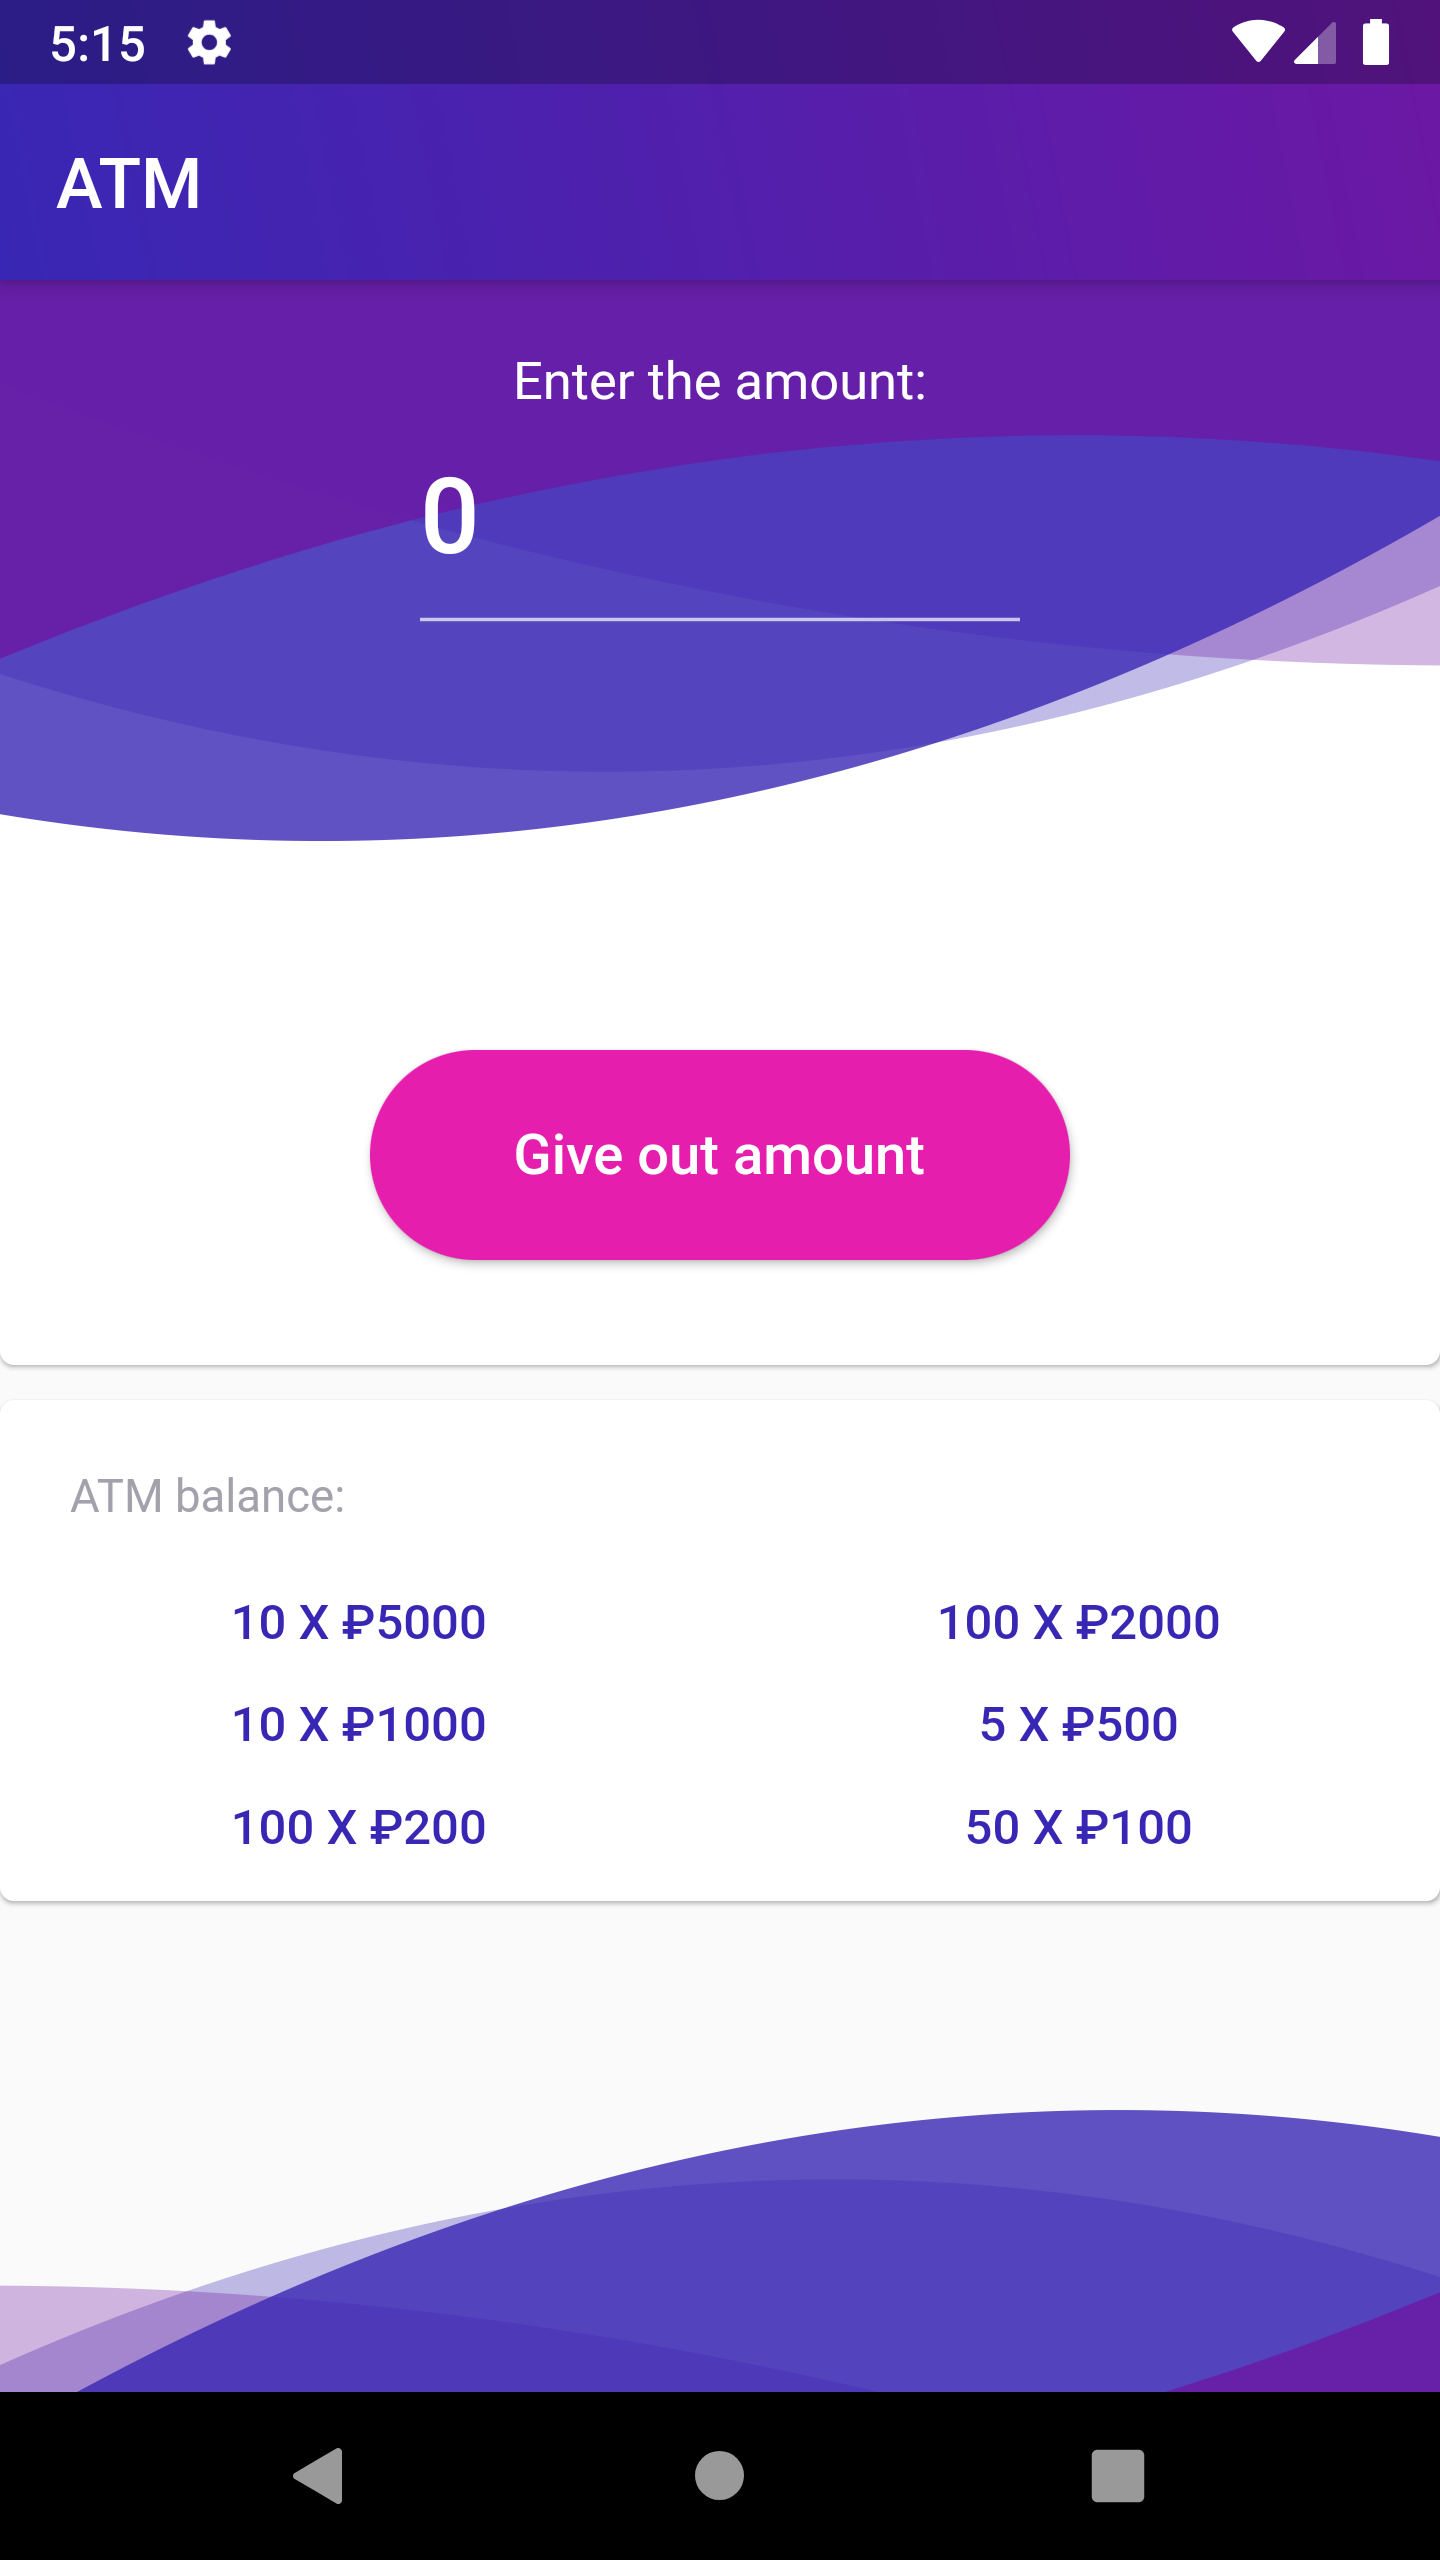 5:15
ATM
Enter the amount:
0
Give out amount
ATM balance:
10 X ₽5000
100 X ₽2000
10 X ₽1000
5 X ₽500
100 X ₽200
50 X ₽100